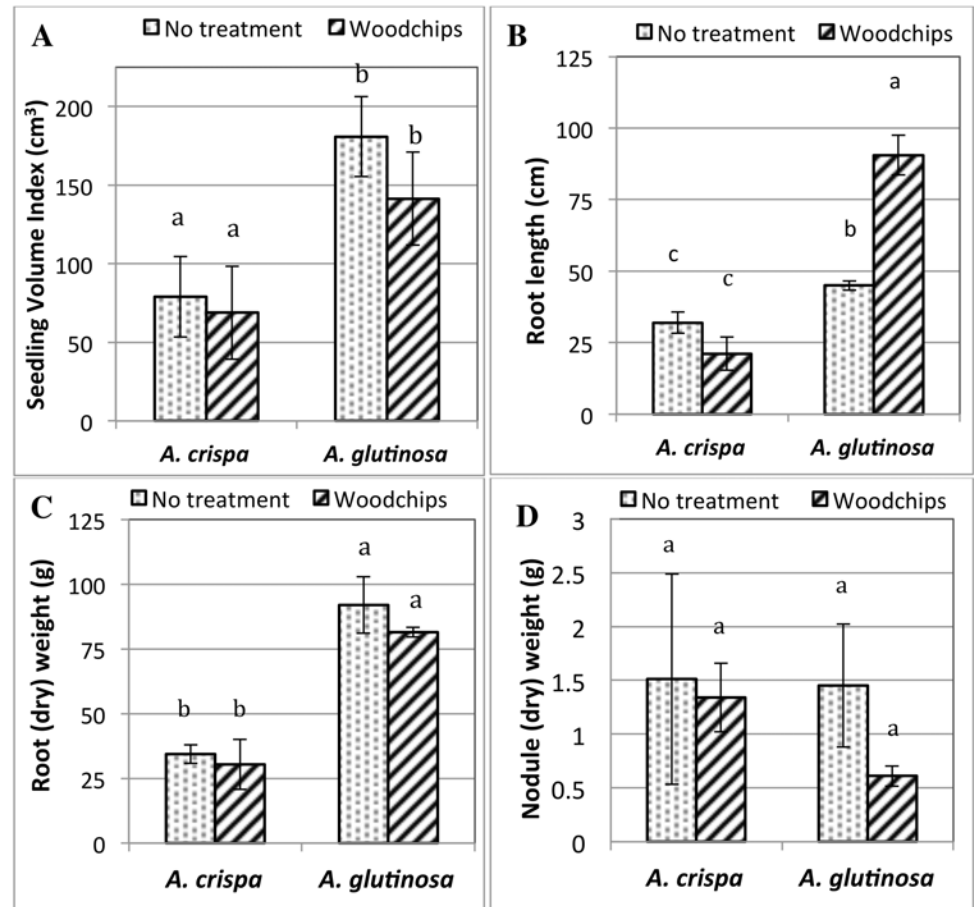 A
No treatment Woodchips
Seedling Volume Index (cm³)
200
150
100
50
0
a
a
b
b
A. crispa A. glutinosa
B
No treatment Woodchips
Root length (cm)
125
100
75
50
25
0
c
c
b
a
A. crispa A. glutinosa
C
No treatment Woodchips
Root (dry) weight (g)
125
100
75
50
25
0
b
b
a
a
A. crispa A. glutinosa
D
No treatment Woodchips
Nodule (dry) weight (g)
3
2.5
2
1.5
1
0.5
0
a
a
a
a
A. crispa A. glutinosa